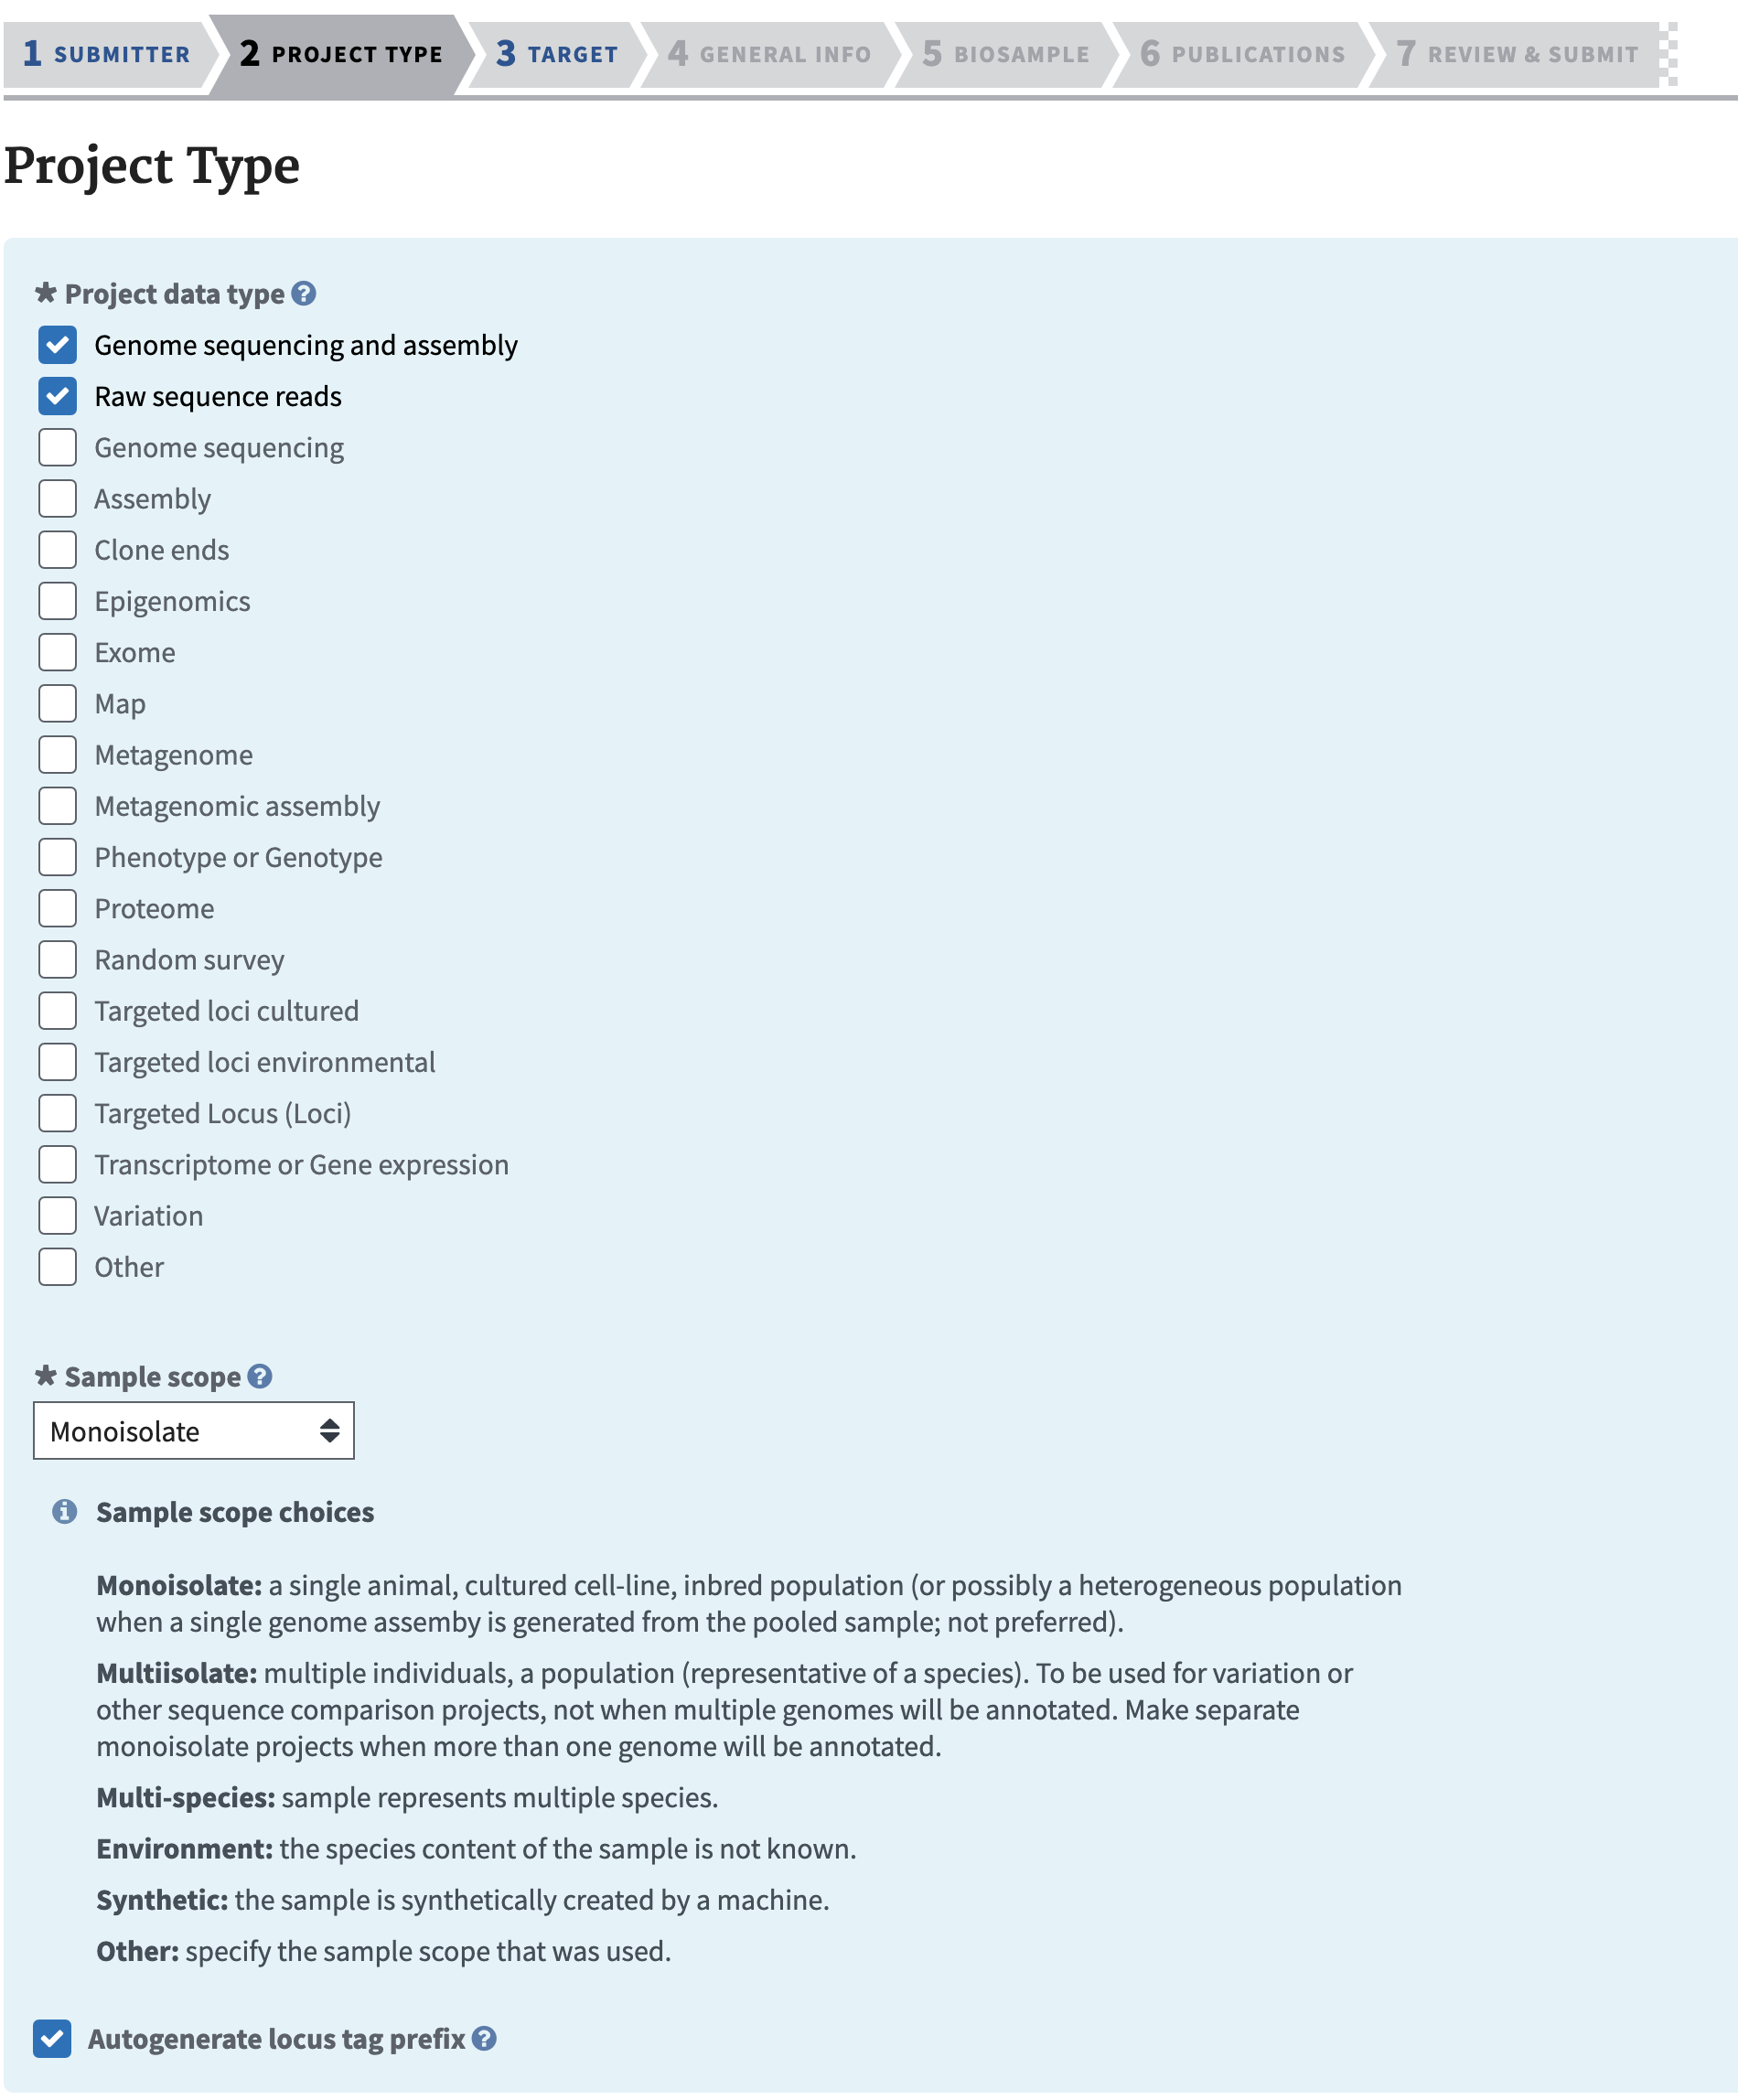 1 SUBMITTER 2 PROJECT TYPE 3 TARGET 4 GENERAL INFO 5 BIOSAMPLE 6 PUBLICATIONS 7 REVIEW & SUBMIT
Project Type
* Project data type ?
Genome sequencing and assembly
Raw sequence reads
Genome sequencing
Assembly
Clone ends
Epigenomics
Exome
Map
Metagenome
Metagenomic assembly
Phenotype or Genotype
Proteome
Random survey
Targeted loci cultured
Targeted loci environmental
Targeted Locus (Loci)
Transcriptome or Gene expression
Variation
Other
* Sample scope ?
Monoisolate
i Sample scope choices
Monoisolate: a single animal, cultured cell-line, inbred population (or possibly a heterogeneous population
when a single genome assemby is generated from the pooled sample; not preferred).
Multiisolate: multiple individuals, a population (representative of a species). To be used for variation or
other sequence comparison projects, not when multiple genomes will be annotated. Make separate
monoisolate projects when more than one genome will be annotated.
Multi-species: sample represents multiple species.
Environment: the species content of the sample is not known.
Synthetic: the sample is synthetically created by a machine.
Other: specify the sample scope that was used.
Autogenerate locus tag prefix ?